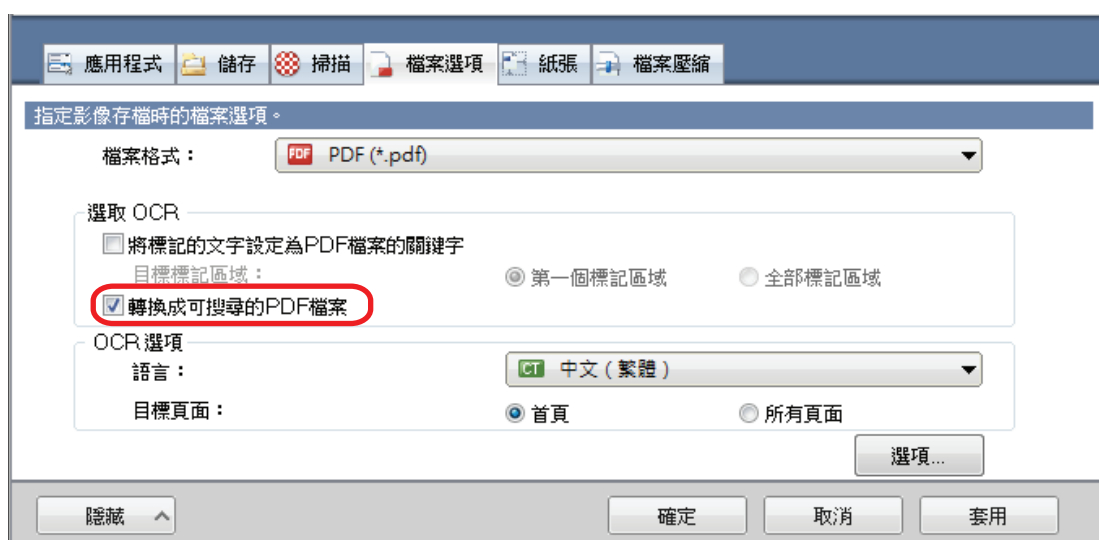 應用程式 儲存 掃描 檔案選項 紙張 檔案壓縮
指定影像存檔時的檔案選項。
檔案格式： PDF PDF (*.pdf)
選取 OCR
將標記的文字設定為PDF檔案的關鍵字
目標標記區域： 第一個標記區域 全部標記區域
轉換成可搜尋的PDF檔案
OCR 選項
語言： CT 中文（繁體）
目標頁面： 首頁 所有頁面
選項...
隱藏 確定 取消 套用